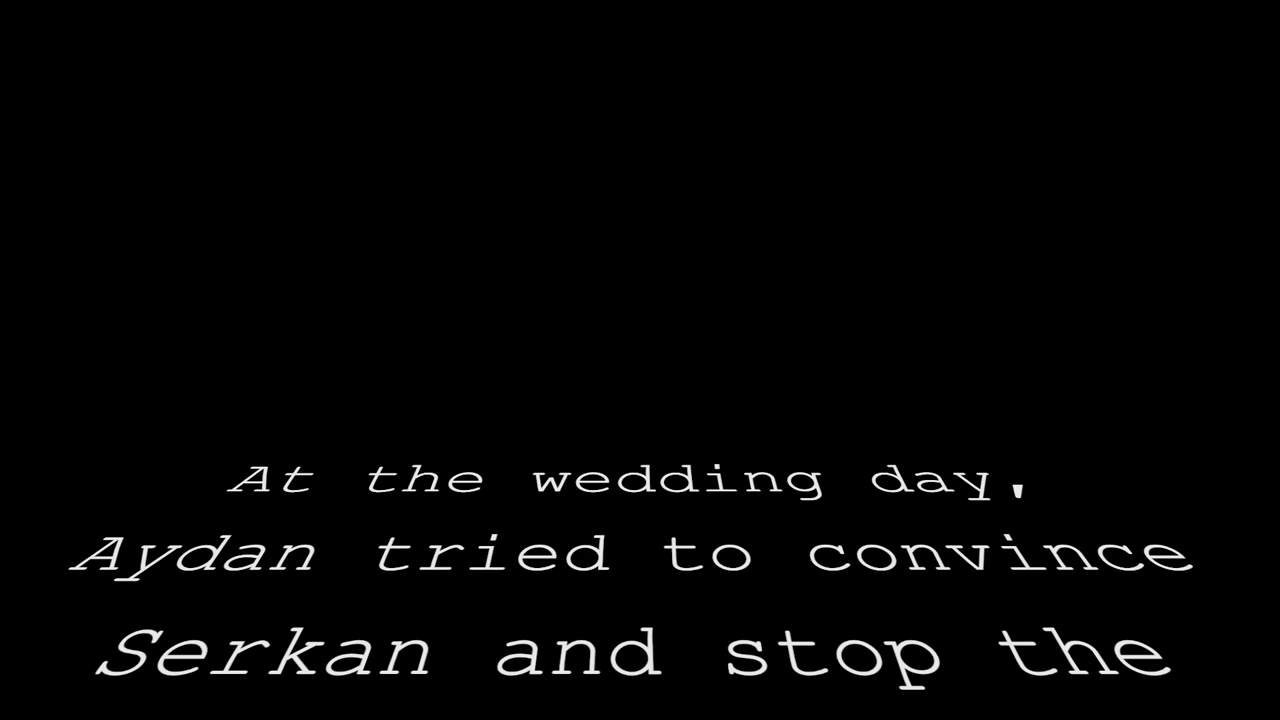 At the wedding day,
Aydan tried to convince
Serkan and stop the